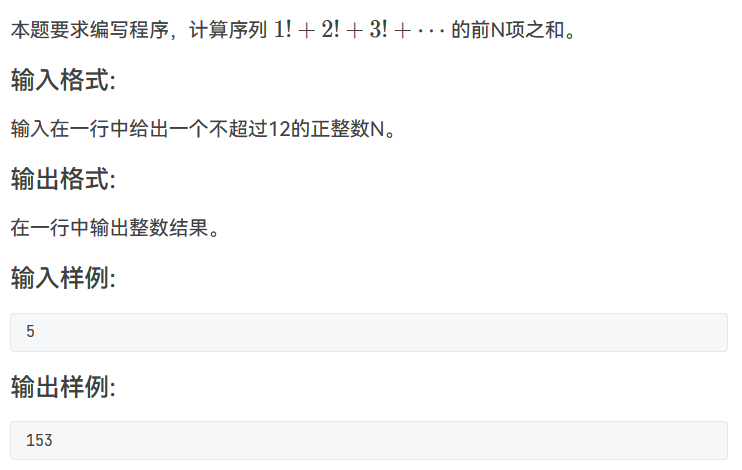 本题要求编写程序，计算序列 1! + 2! + 3! + ⋯ 的前N项之和。
输入格式:
输入在一行中给出一个不超过12的正整数N。
输出格式:
在一行中输出整数结果。
输入样例:
5
输出样例:
153